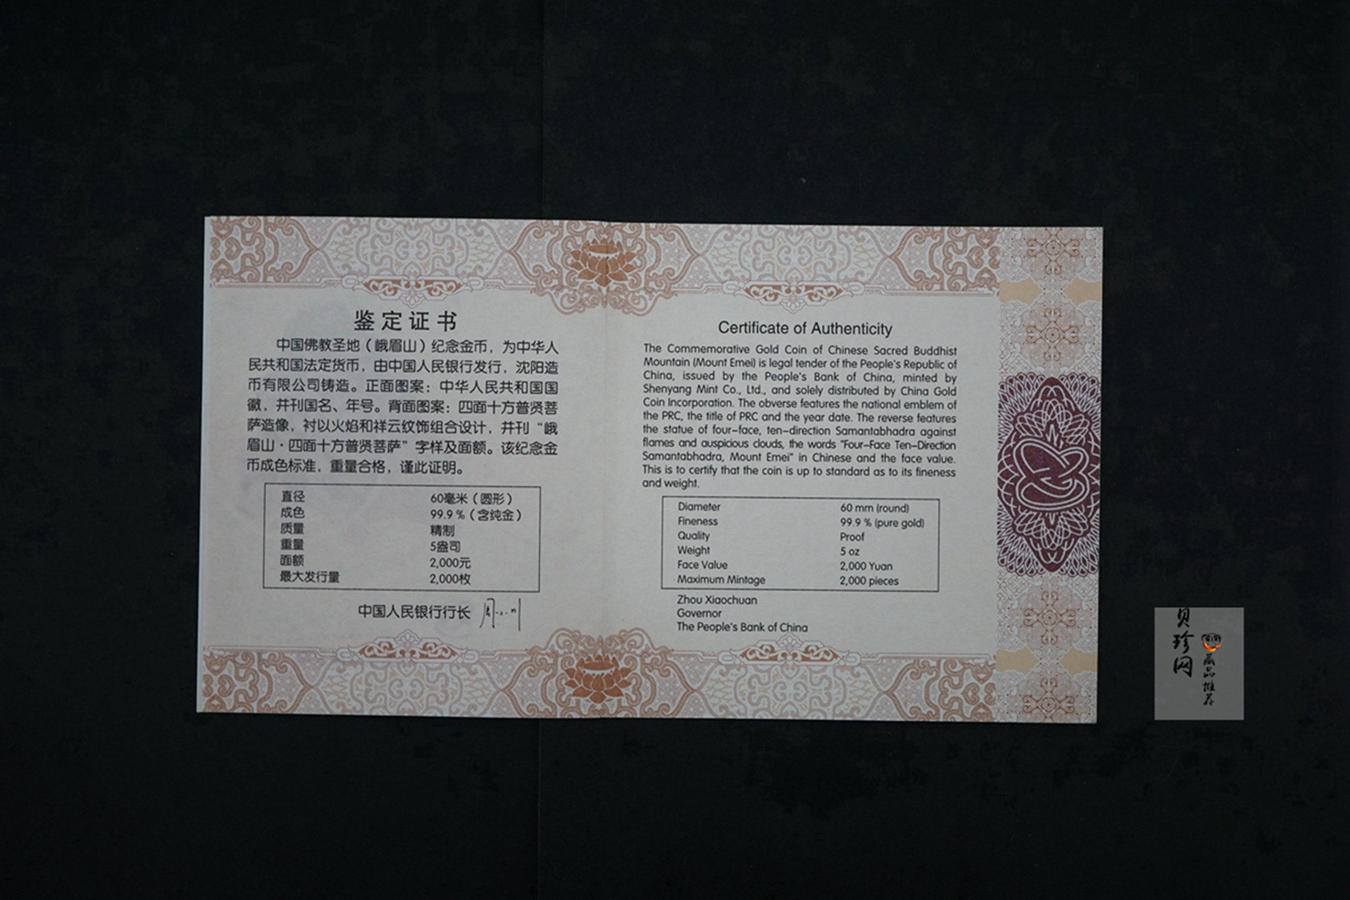 鉴定证书
中国佛教圣地（峨眉山）纪念金币，为中华人
民共和国法定货币，由中国人民银行发行，沈阳造
币有限公司铸造。正面图案：中华人民共和国国
徽，并刊国名、年号。背面图案：四面十方普贤菩
萨造像，衬以火焰和祥云纹饰组合设计，并刊“峨
眉山·四面十方普贤菩萨”字样及面额。该纪念金
币成色标准，重量合格，谨此证明。
直径 60毫米（圆形）
成色 99.9 %（含纯金）
质量 精制
重量 5盎司
面额 2,000元
最大发行量 2,000枚
中国人民银行行长
Certificate of Authenticity
The Commemorative Gold Coin of Chinese Sacred Buddhist
Mountain (Mount Emei) is legal tender of the People's Republic of
China, issued by the People's Bank of China, minted by
Shenyang Mint Co., Ltd., and solely distributed by China Gold
Coin Incorporation. The obverse features the national emblem of
the PRC, the title of PRC and the year date. The reverse features
the statue of four-face, ten-direction Samantabhadra against
flames and auspicious clouds, the words "Four-Face Ten-Direction
Samantabhadra, Mount Emei" in Chinese and the face value.
This is to certify that the coin is up to standard as to its fineness
and weight.
Diameter 60 mm (round)
Fineness 99.9 % (pure gold)
Quality Proof
Weight 5 oz
Face Value 2,000 Yuan
Maximum Mintage 2,000 pieces
Zhou Xiaochuan
Governor
The People's Bank of China
贝珍网
藏品推荐